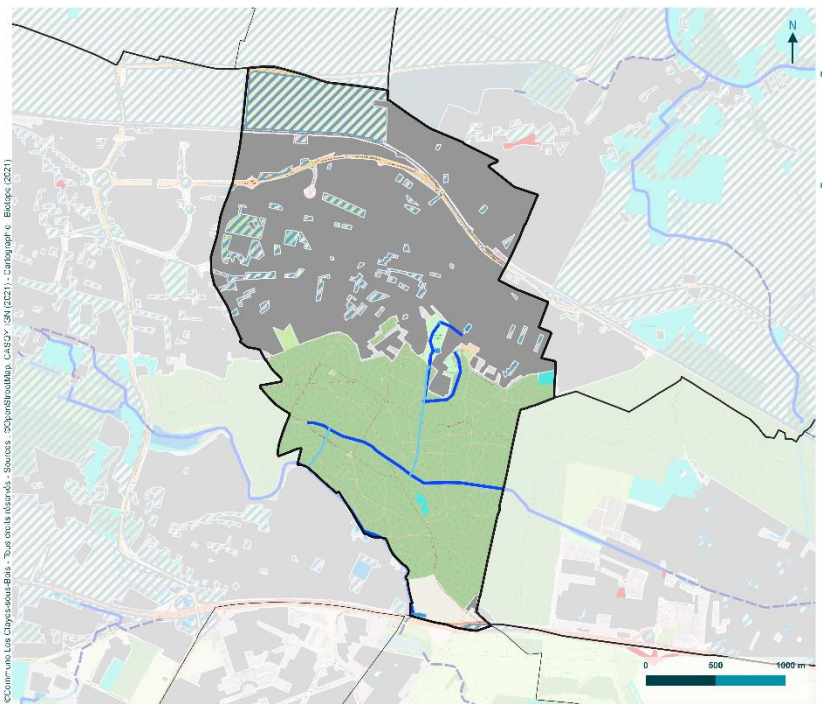 N
©Commune Les Clayes-sous-Bois - Tous droits réservés - Sources : ©OpenStreetMap, CASQY, IGN (2021) - Cartographie : Biotope (2021)
0 500 1000 m